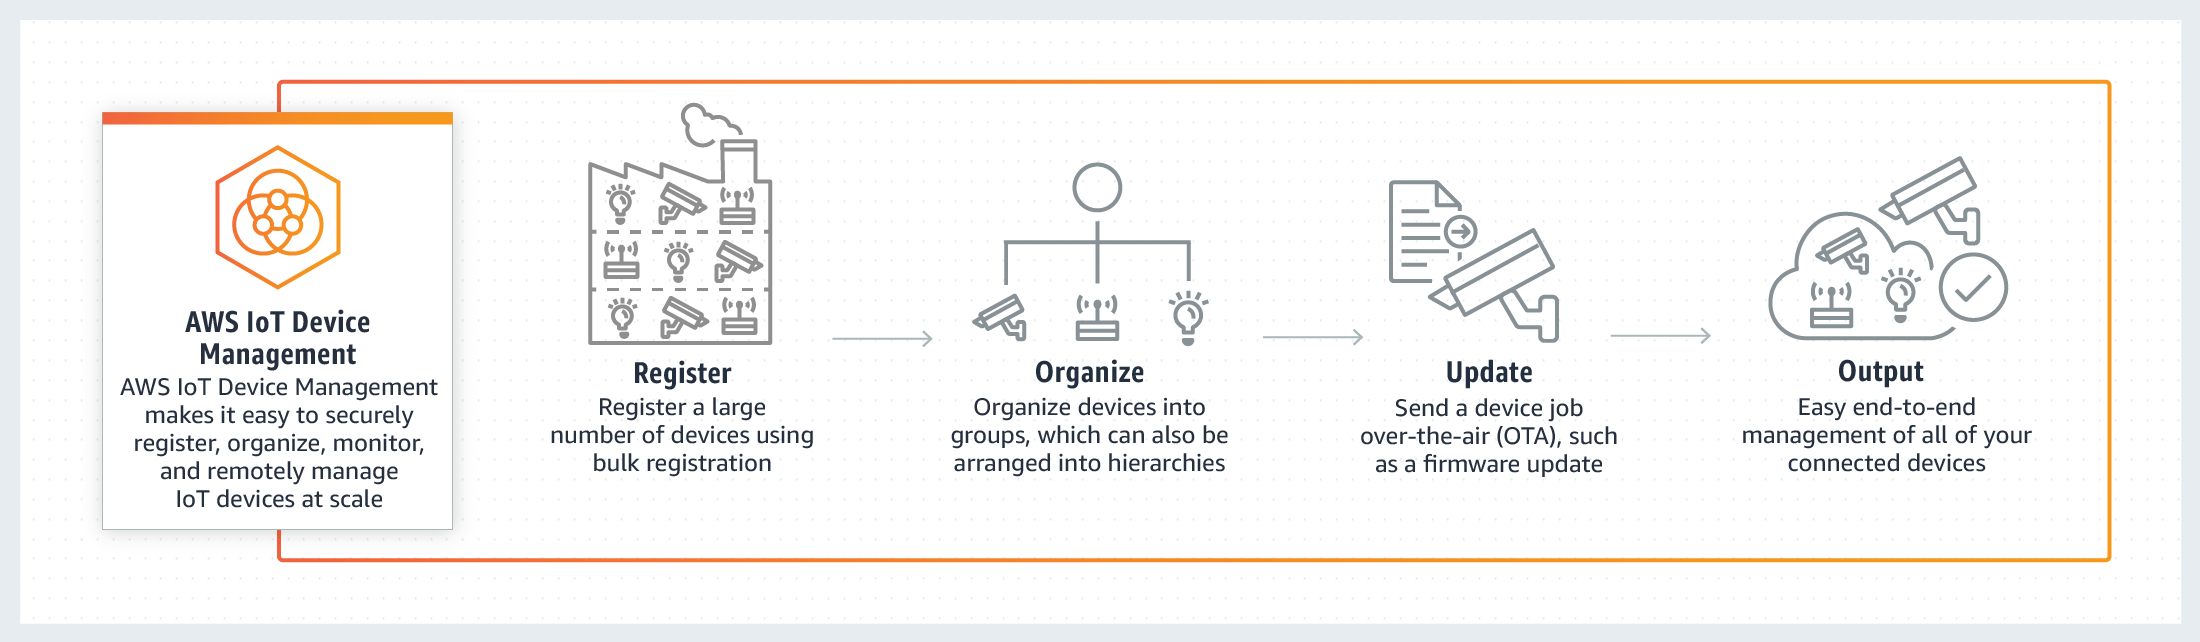 AWS IoT Device
Management
AWS IoT Device Management
makes it easy to securely
register, organize, monitor,
and remotely manage
IoT devices at scale
Register
Register a large
number of devices using
bulk registration
Organize
Organize devices into
groups, which can also be
arranged into hierarchies
Update
Send a device job
over-the-air (OTA), such
as a firmware update
Output
Easy end-to-end
management of all of your
connected devices